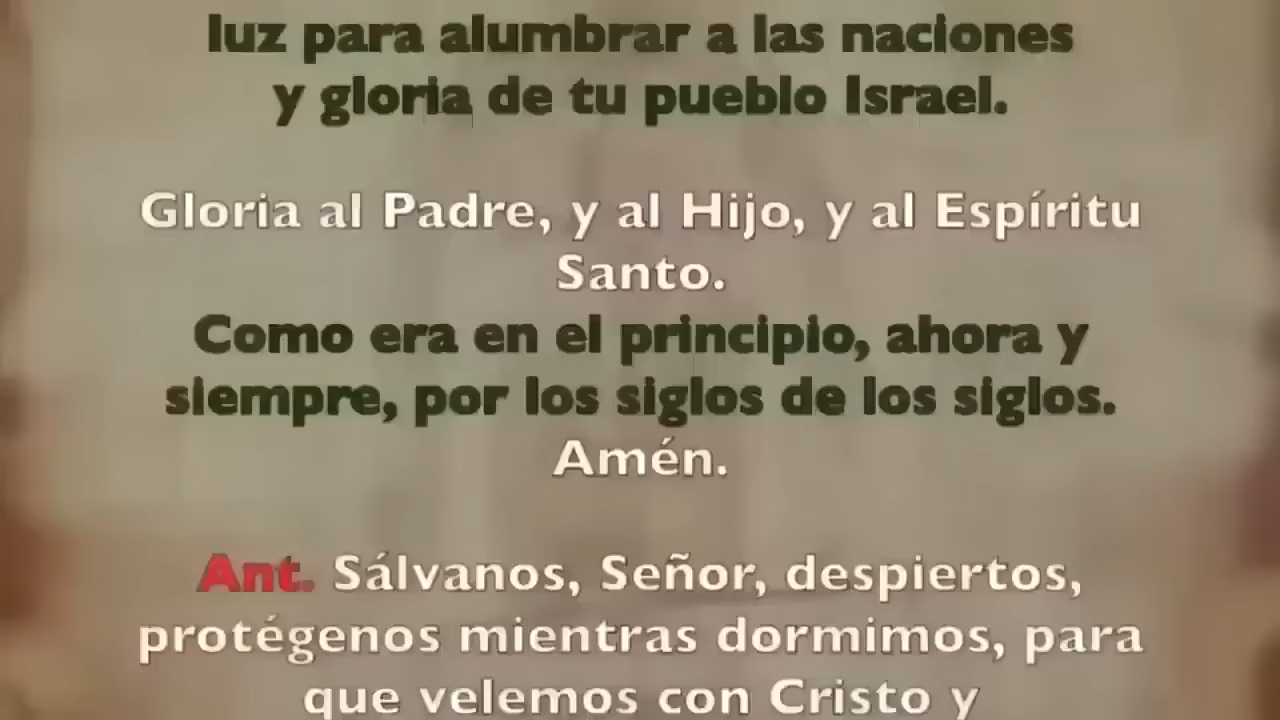 luz para alumbrar a las naciones
y gloria de tu pueblo Israel.
Gloria al Padre, y al Hijo, y al Espíritu
Santo.
Como era en el principio, ahora y
siempre, por los siglos de los siglos.
Amén.
Ant. Sálvanos, Señor, despiertos,
protégenos mientras dormimos, para
que velemos con Cristo y